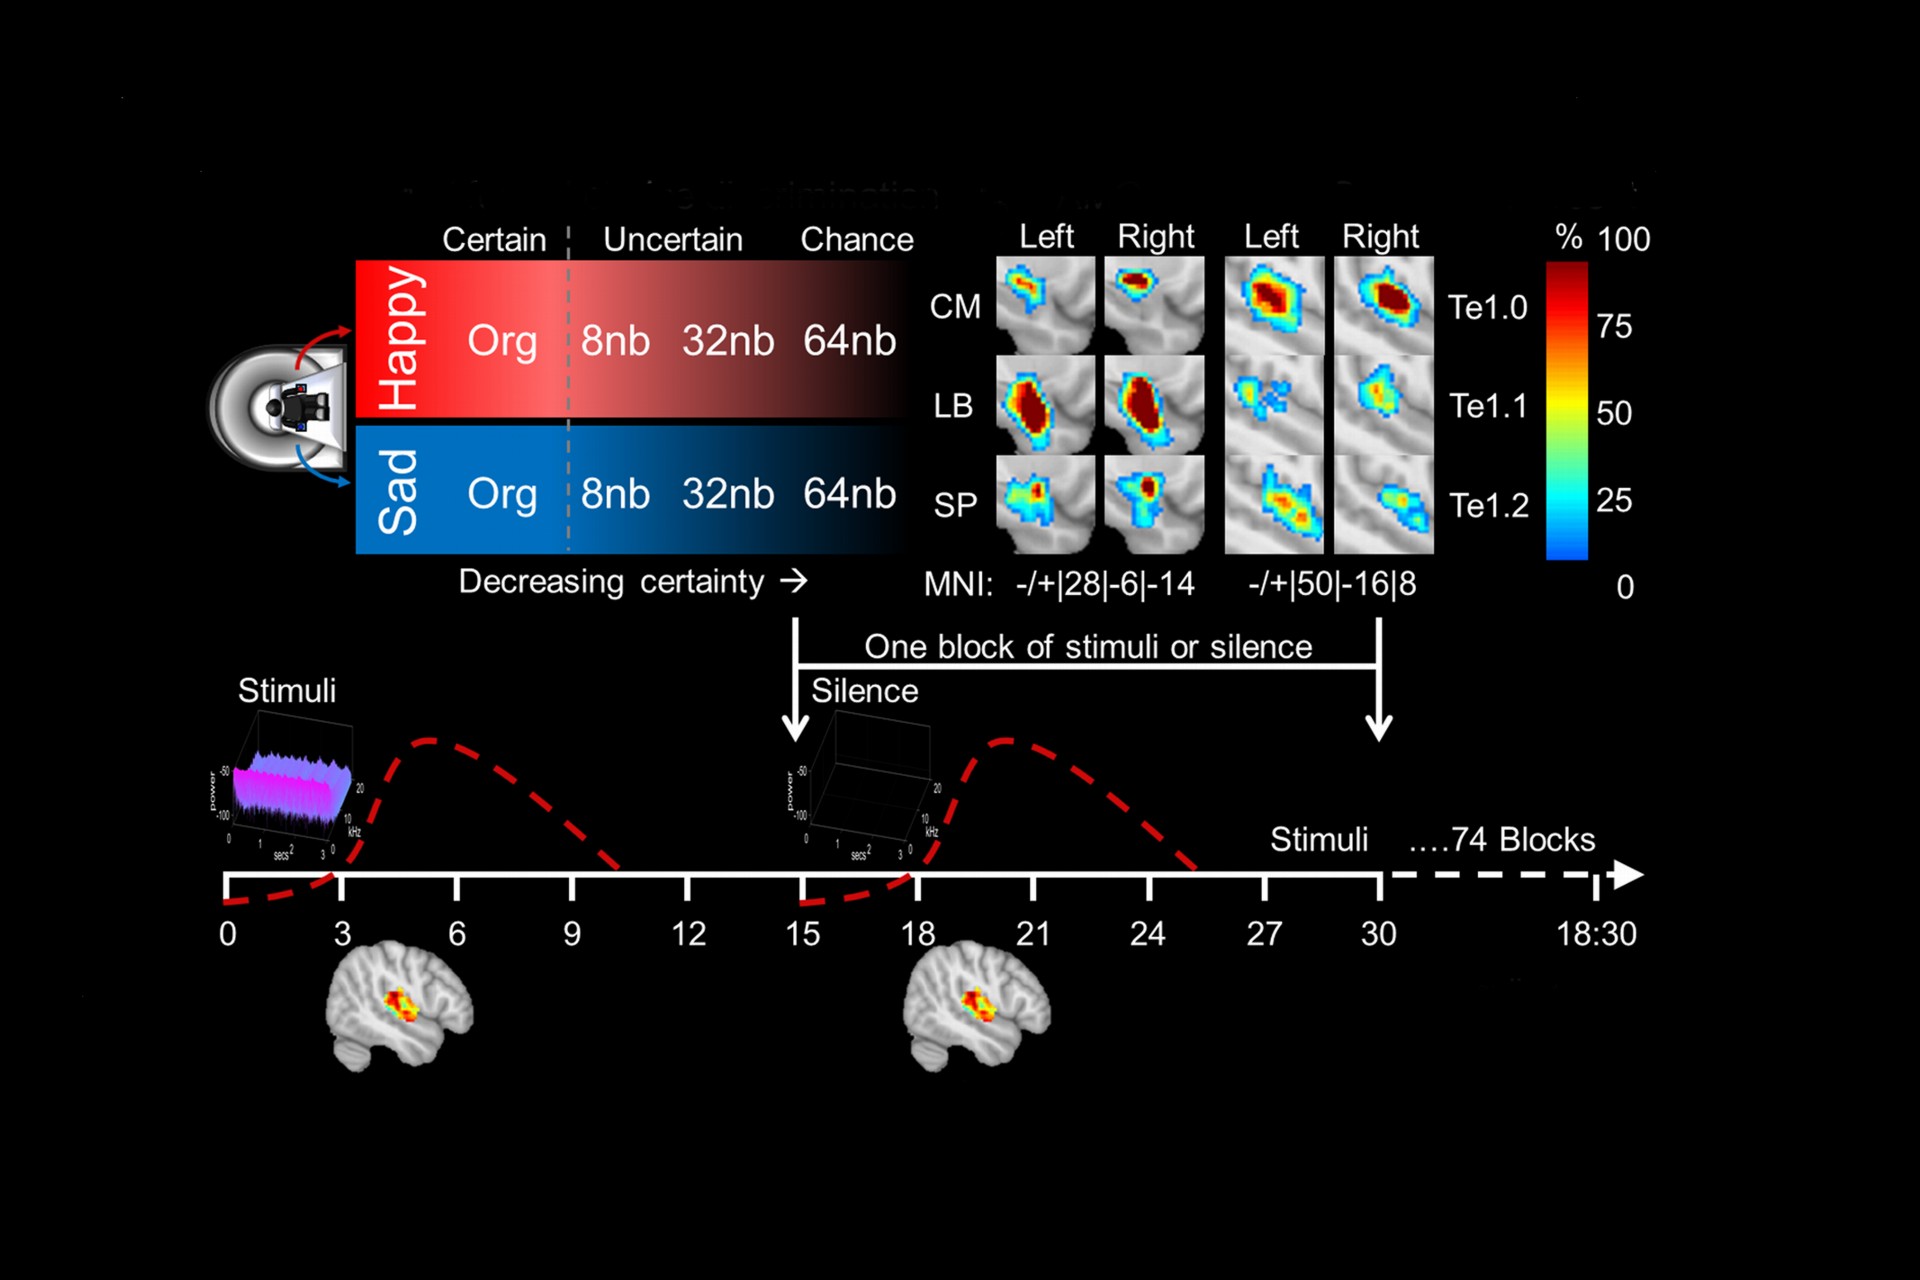 Certain Uncertain Chance
Happy
Org 8nb 32nb 64nb
Sad
Org 8nb 32nb 64nb
Decreasing certainty →
Left Right Left Right
CM Te1.0
LB Te1.1
SP Te1.2
MNI: -/+|28|-6|-14 -/+|50|-16|8
% 100
75
50
25
0
One block of stimuli or silence
Stimuli
power
-50
-100
0 1 2 3
secs
0 10 20
kHz
Silence
power
-50
-100
0 1 2 3
secs
0 10 20
kHz
Stimuli ....74 Blocks
0 3 6 9 12 15 18 21 24 27 30 18:30